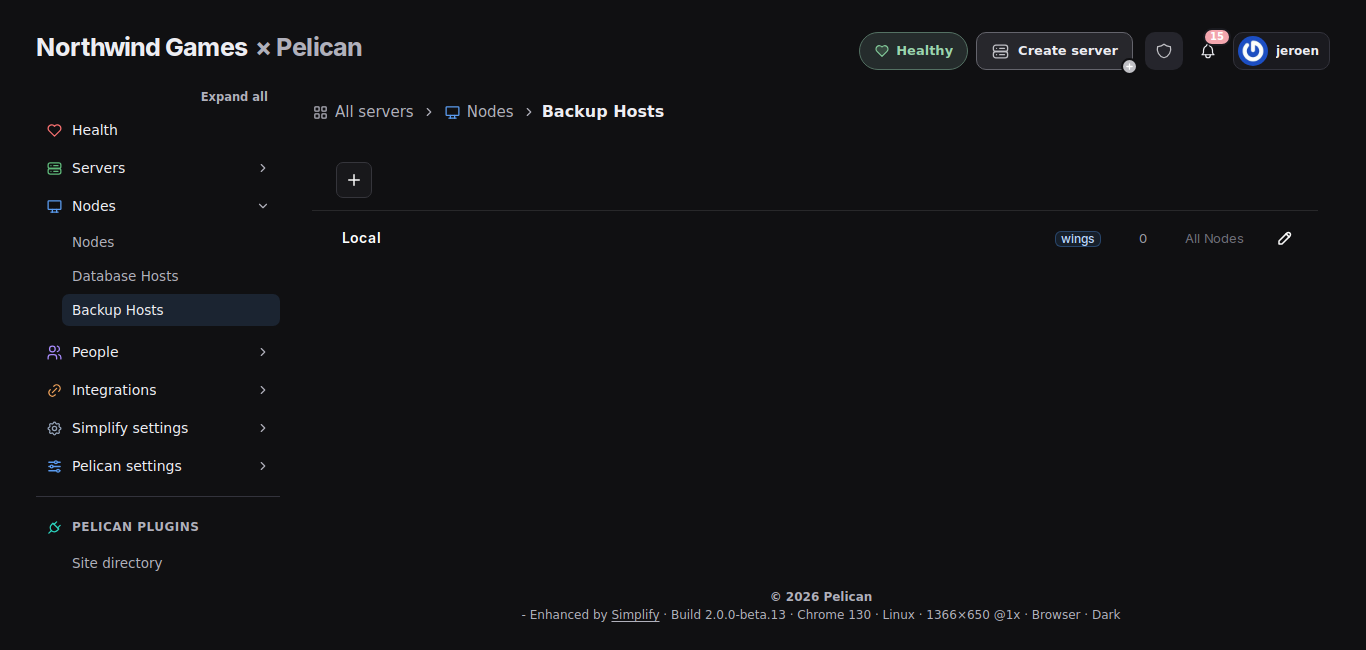 Northwind Games × Pelican
Healthy
Create server
15
jeroen
Expand all
Health
Servers
Nodes
Nodes
Database Hosts
Backup Hosts
People
Integrations
Simplify settings
Pelican settings
PELICAN PLUGINS
Site directory
All servers > Nodes > Backup Hosts
Local wings 0 All Nodes
© 2026 Pelican
- Enhanced by Simplify · Build 2.0.0-beta.13 · Chrome 130 · Linux · 1366×650 @1x · Browser · Dark